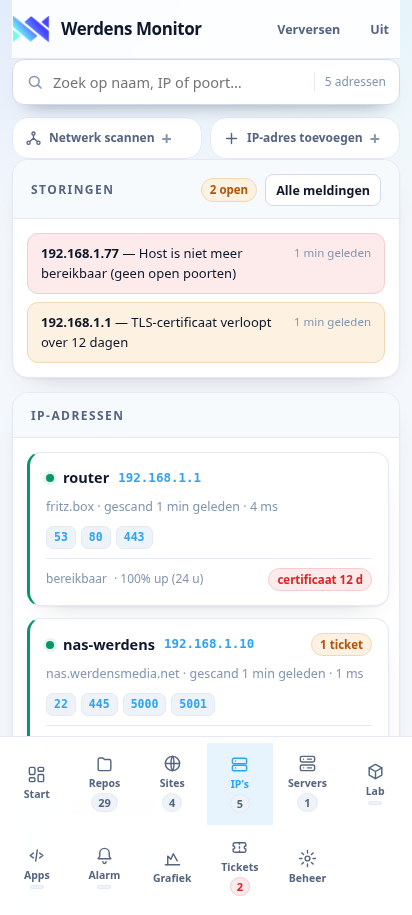 Werdens Monitor
Verversen
Uit
Zoek op naam, IP of poort...
5 adressen
Netwerk scannen +
IP-adres toevoegen +
STORINGEN
2 open
Alle meldingen
192.168.1.77 — Host is niet meer
bereikbaar (geen open poorten)
1 min geleden
192.168.1.1 — TLS-certificaat verloopt
over 12 dagen
1 min geleden
IP-ADRESSEN
router 192.168.1.1
fritz.box · gescand 1 min geleden · 4 ms
53 80 443
bereikbaar · 100% up (24 u)
certificaat 12 d
nas-werdens 192.168.1.10
1 ticket
nas.werdensmedia.net · gescand 1 min geleden · 1 ms
22 445 5000 5001
Start
Repos
29
Sites
4
IP's
5
Servers
1
Lab
Apps
Alarm
Grafiek
Tickets
2
Beheer